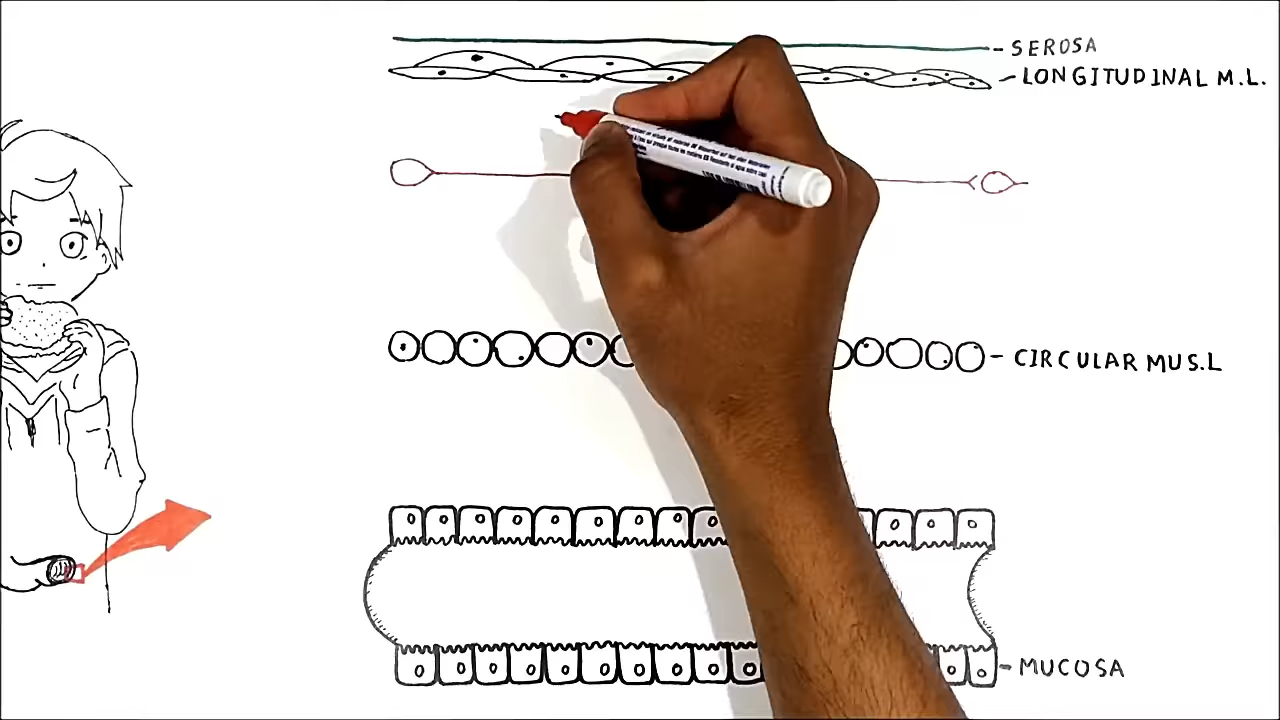 - SEROSA
- LONGITUDINAL M.L.
- CIRCULAR MUS.L
- MUCOSA